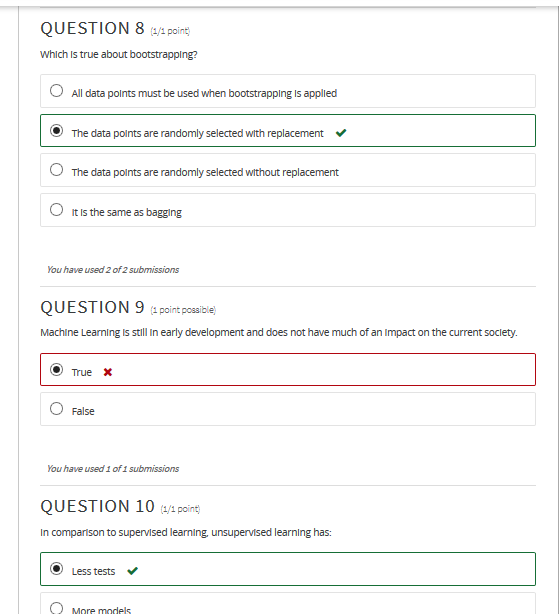 QUESTION 8 (1/1 point)
Which is true about bootstrapping?
All data points must be used when bootstrapping is applied
The data points are randomly selected with replacement
The data points are randomly selected without replacement
It is the same as bagging
You have used 2 of 2 submissions
QUESTION 9 (1 point possible)
Machine Learning is still in early development and does not have much of an impact on the current society.
True
False
You have used 1 of 1 submissions
QUESTION 10 (1/1 point)
In comparison to supervised learning, unsupervised learning has:
Less tests
More models